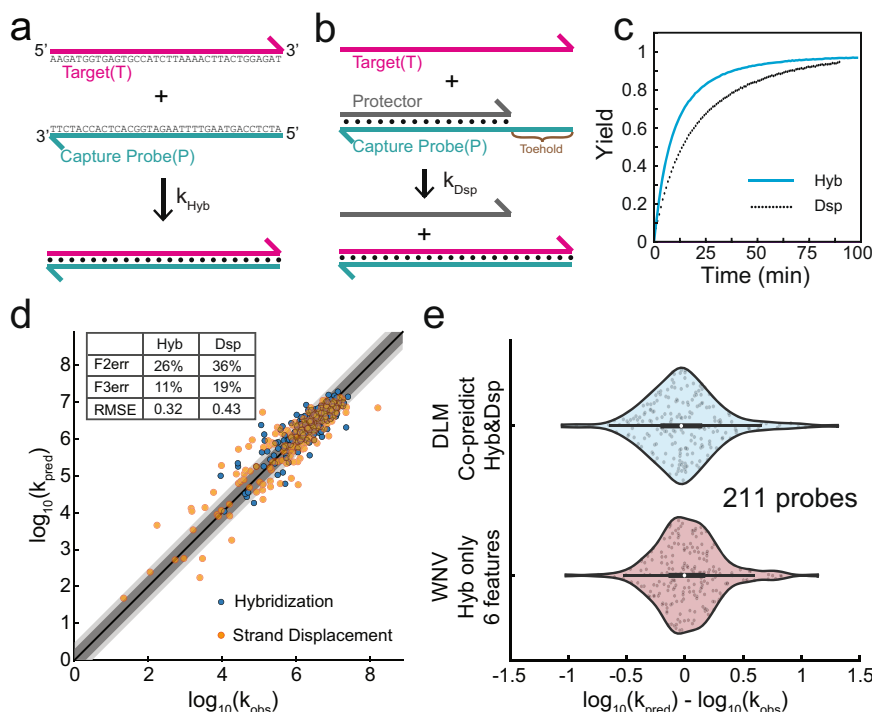 a
5'
3'
AAGATGGTGAGTGCCATCTTAAAACTTACTGGAGAT
Target(T)
+
TTCTACCACTCACGGTAGAATTTTGAATGACCTCTA
3'
5'
Capture Probe(P)
kHyb
b
Target(T)
+
Protector
Capture Probe(P)
Toehold
kDsp
+
c
Yield
1
0.8
0.6
0.4
0.2
0
Hyb
Dsp
0 25 50 75 100
Time (min)
d
Hyb Dsp
F2err 26% 36%
F3err 11% 19%
RMSE 0.32 0.43
log10(kpred)
8
7
6
5
4
3
2
1
0
Hybridization
Strand Displacement
0 2 4 6 8
log10(kobs)
e
DLM
Co-preidict
Hyb&Dsp
211 probes
WNV
Hyb only
6 features
-1.5 -1 -0.5 0 0.5 1 1.5
log10(kpred) - log10(kobs)